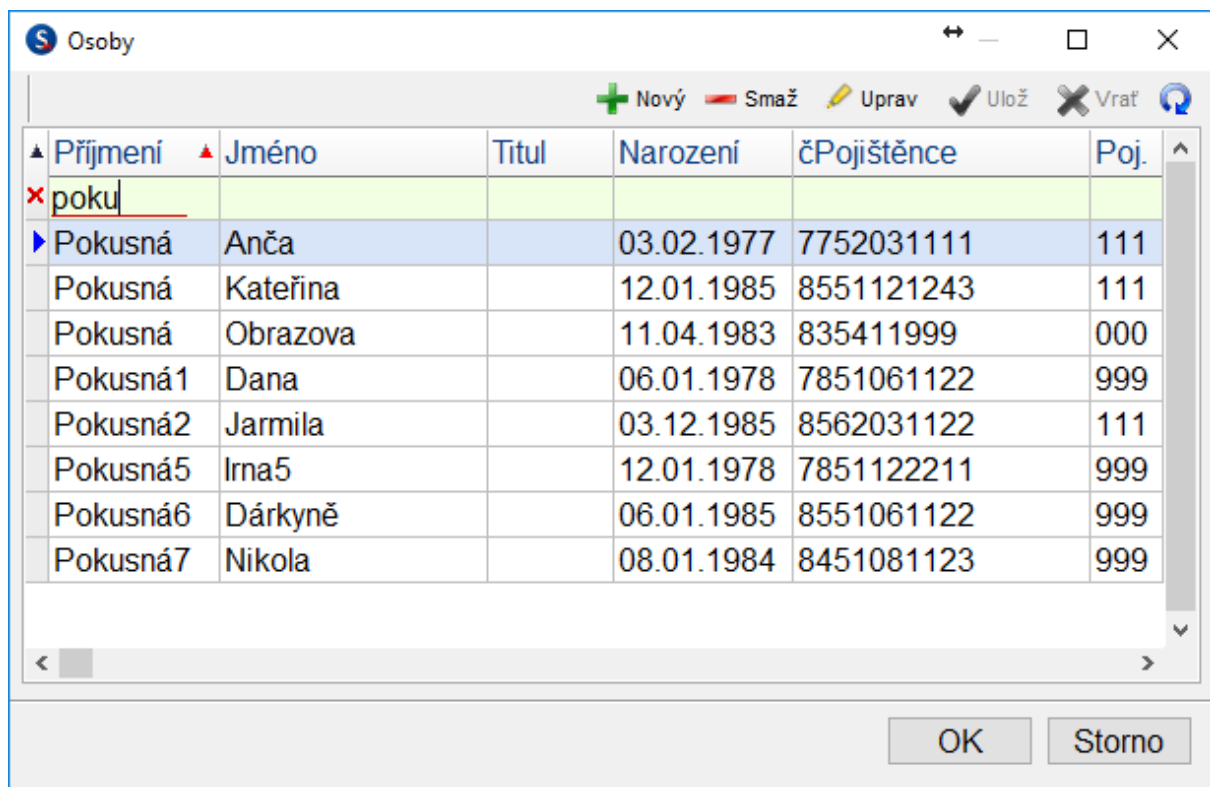 S Osoby
Nový Smaž Uprav Ulož Vrať
Příjmení Jméno Titul Narození čPojištěnce Poj.
poku
Pokusná Anča 03.02.1977 7752031111 111
Pokusná Kateřina 12.01.1985 8551121243 111
Pokusná Obrazova 11.04.1983 835411999 000
Pokusná1 Dana 06.01.1978 7851061122 999
Pokusná2 Jarmila 03.12.1985 8562031122 111
Pokusná5 Irna5 12.01.1978 7851122211 999
Pokusná6 Dárkyně 06.01.1985 8551061122 999
Pokusná7 Nikola 08.01.1984 8451081123 999
OK Storno